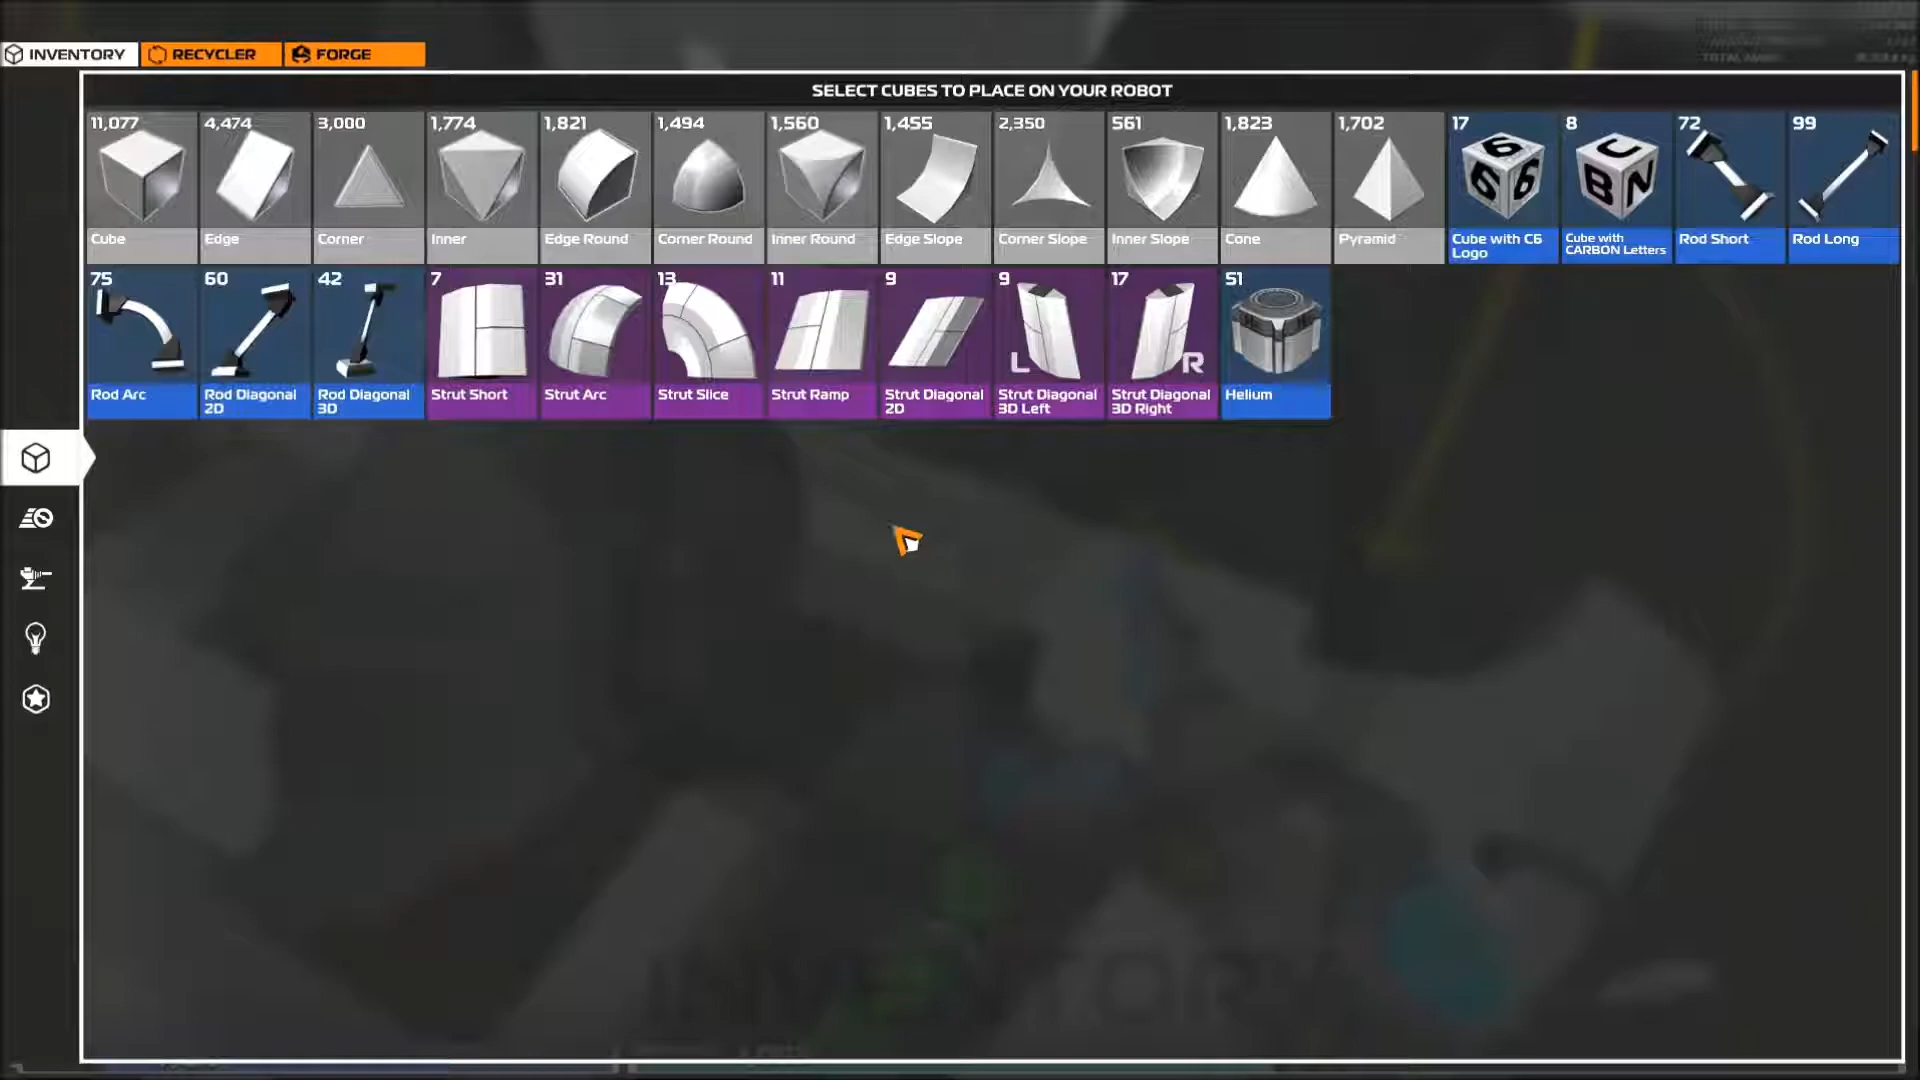 INVENTORY RECYCLER FORGE
SELECT CUBES TO PLACE ON YOUR ROBOT
11,077 4,474 3,000 1,774 1,821 1,494 1,560 1,455 2,350 561 1,823 1,702 17 8 72 99
6 6 6 C B N
Cube Edge Corner Inner Edge Round Corner Round Inner Round Edge Slope Corner Slope Inner Slope Cone Pyramid Cube with C6 Cube with Rod Short Rod Long
Logo CARBON Letters
75 60 42 7 31 13 11 9 9 17 51
L R
Rod Arc Rod Diagonal Rod Diagonal Strut Short Strut Arc Strut Slice Strut Ramp Strut Diagonal Strut Diagonal Strut Diagonal Helium
2D 3D 2D 3D Left 3D Right
INVENTORY